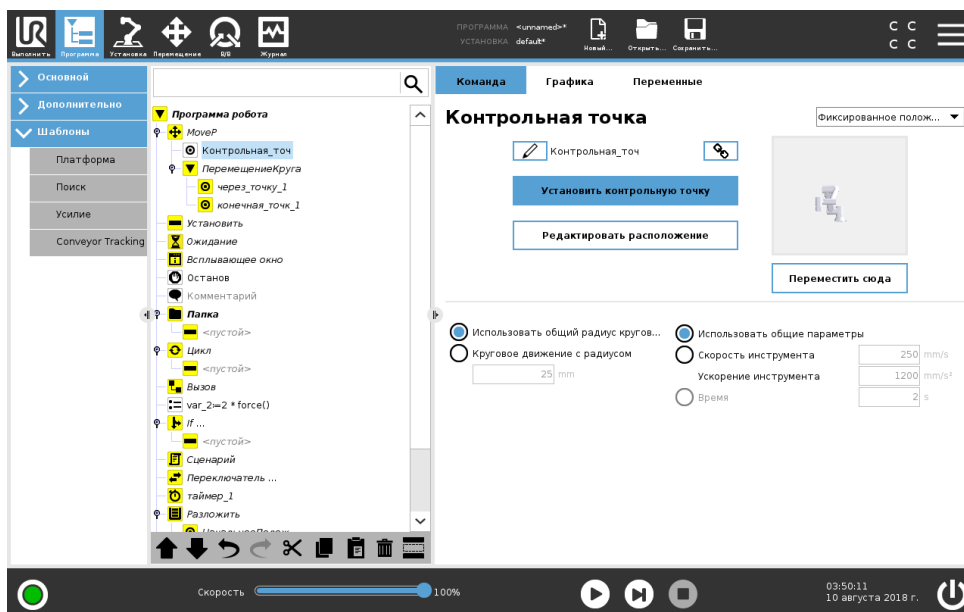 ПРОГРАММА <unnamed>*
УСТАНОВКА default*
Выполнить Программа Установка Перемещение В/В Журнал
Новый... Открыть... Сохранить...
C C
C C
Основной
Дополнительно
Шаблоны
Платформа
Поиск
Усилие
Conveyor Tracking
Программа робота
MoveP
Контрольная_точ
ПеремещениеКруга
через_точку_1
конечная_точк_1
Установить
Ожидание
Всплывающее окно
Останов
Комментарий
Папка
<пустой>
Цикл
<пустой>
Вызов
var_2≔2 * force()
If ...
<пустой>
Сценарий
Переключатель ...
таймер_1
Разложить
Команда Графика Переменные
Контрольная точка
Фиксированное полож...
Контрольная_точ
Установить контрольную точку
Редактировать расположение
Переместить сюда
Использовать общий радиус кругов...
Круговое движение с радиусом
25 mm
Использовать общие параметры
Скорость инструмента 250 mm/s
Ускорение инструмента 1200 mm/s²
Время 2 s
Скорость 100%
03:50:11
10 августа 2018 г.